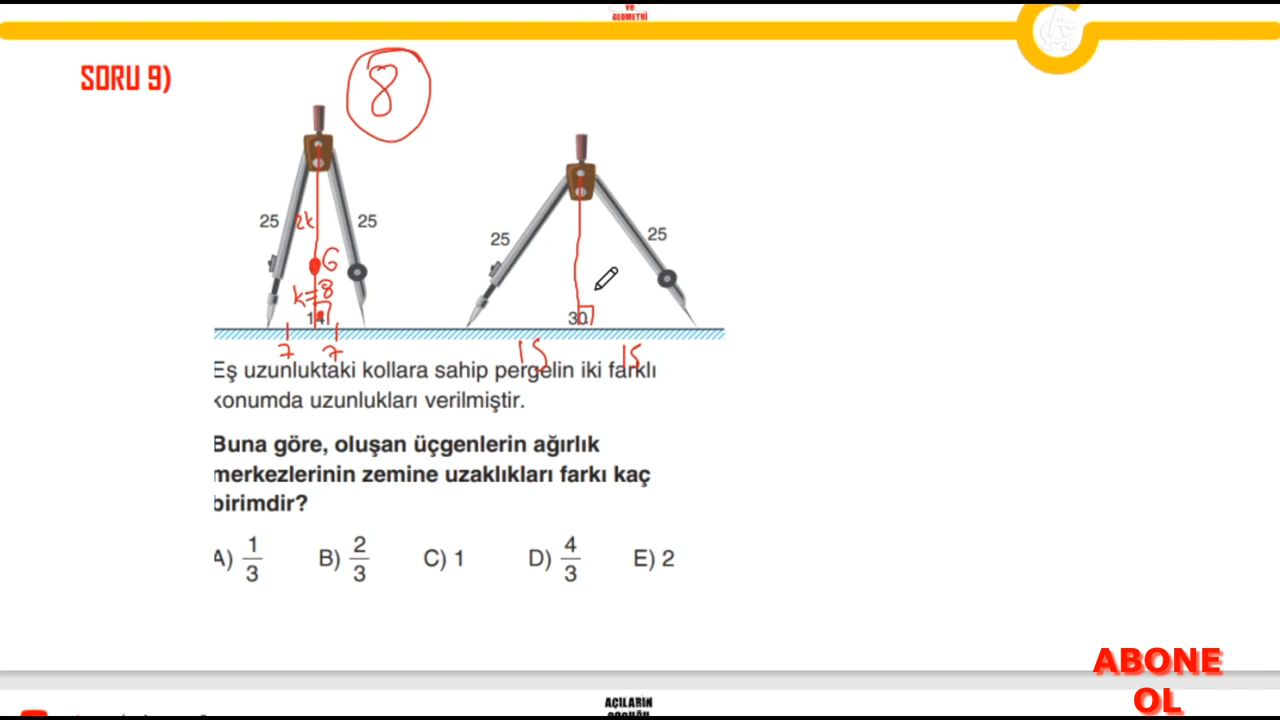 VE
GEOMETRİ
SORU 9)
8
25
2k
25
G
k=8
14
7
7
25
25
30
15
15
Eş uzunluktaki kollara sahip pergelin iki farklı
konumda uzunlukları verilmiştir.
Buna göre, oluşan üçgenlerin ağırlık
merkezlerinin zemine uzaklıkları farkı kaç
birimdir?
A) 1/3 B) 2/3 C) 1 D) 4/3 E) 2
ABONE
OL
AÇILARIN